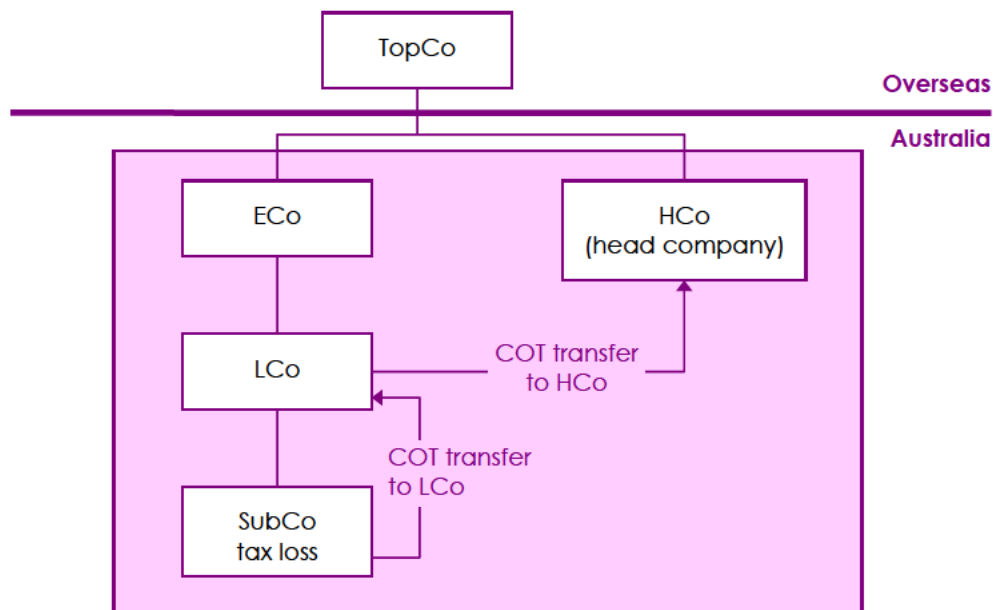 TopCo
Overseas
Australia
ECo
HCo
(head company)
LCo
COT transfer
to HCo
COT transfer
to LCo
SubCo
tax loss